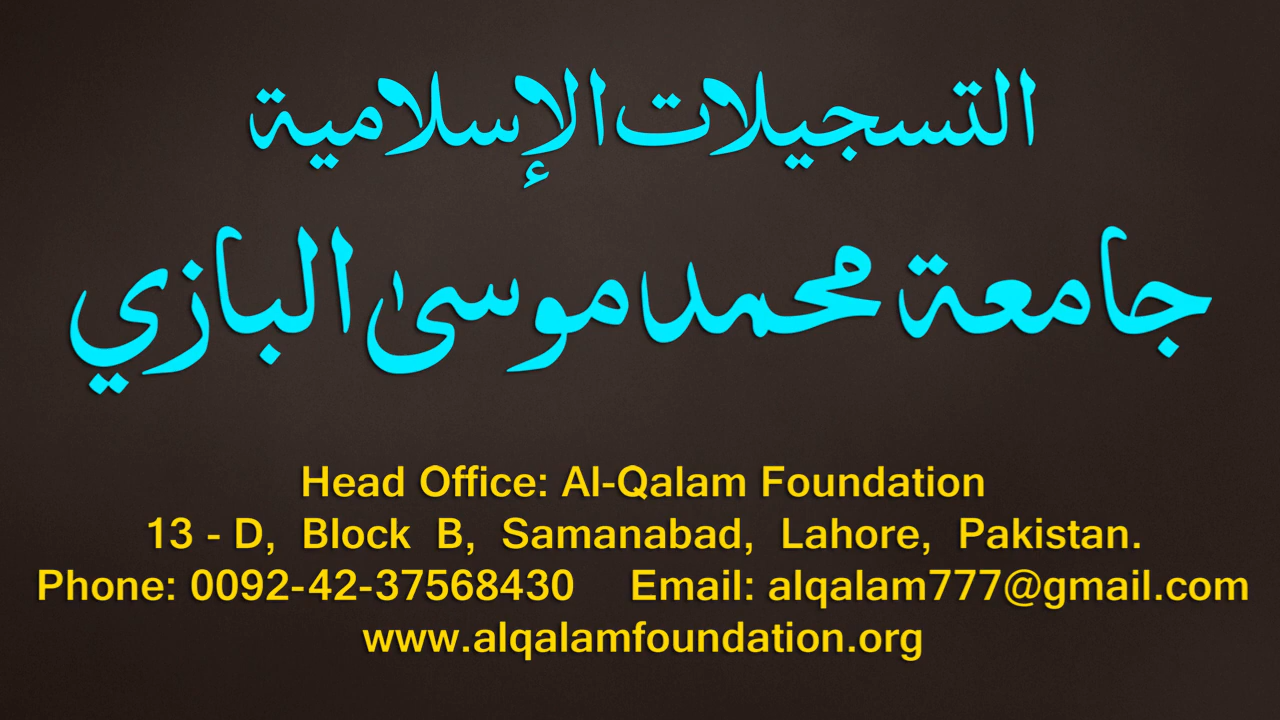 التسجيلات الإسلامية
جامعة محمد موسىٰ البازي
Head Office: Al-Qalam Foundation
13 - D, Block B, Samanabad, Lahore, Pakistan.
Phone: 0092-42-37568430 Email: alqalam777@gmail.com
www.alqalamfoundation.org